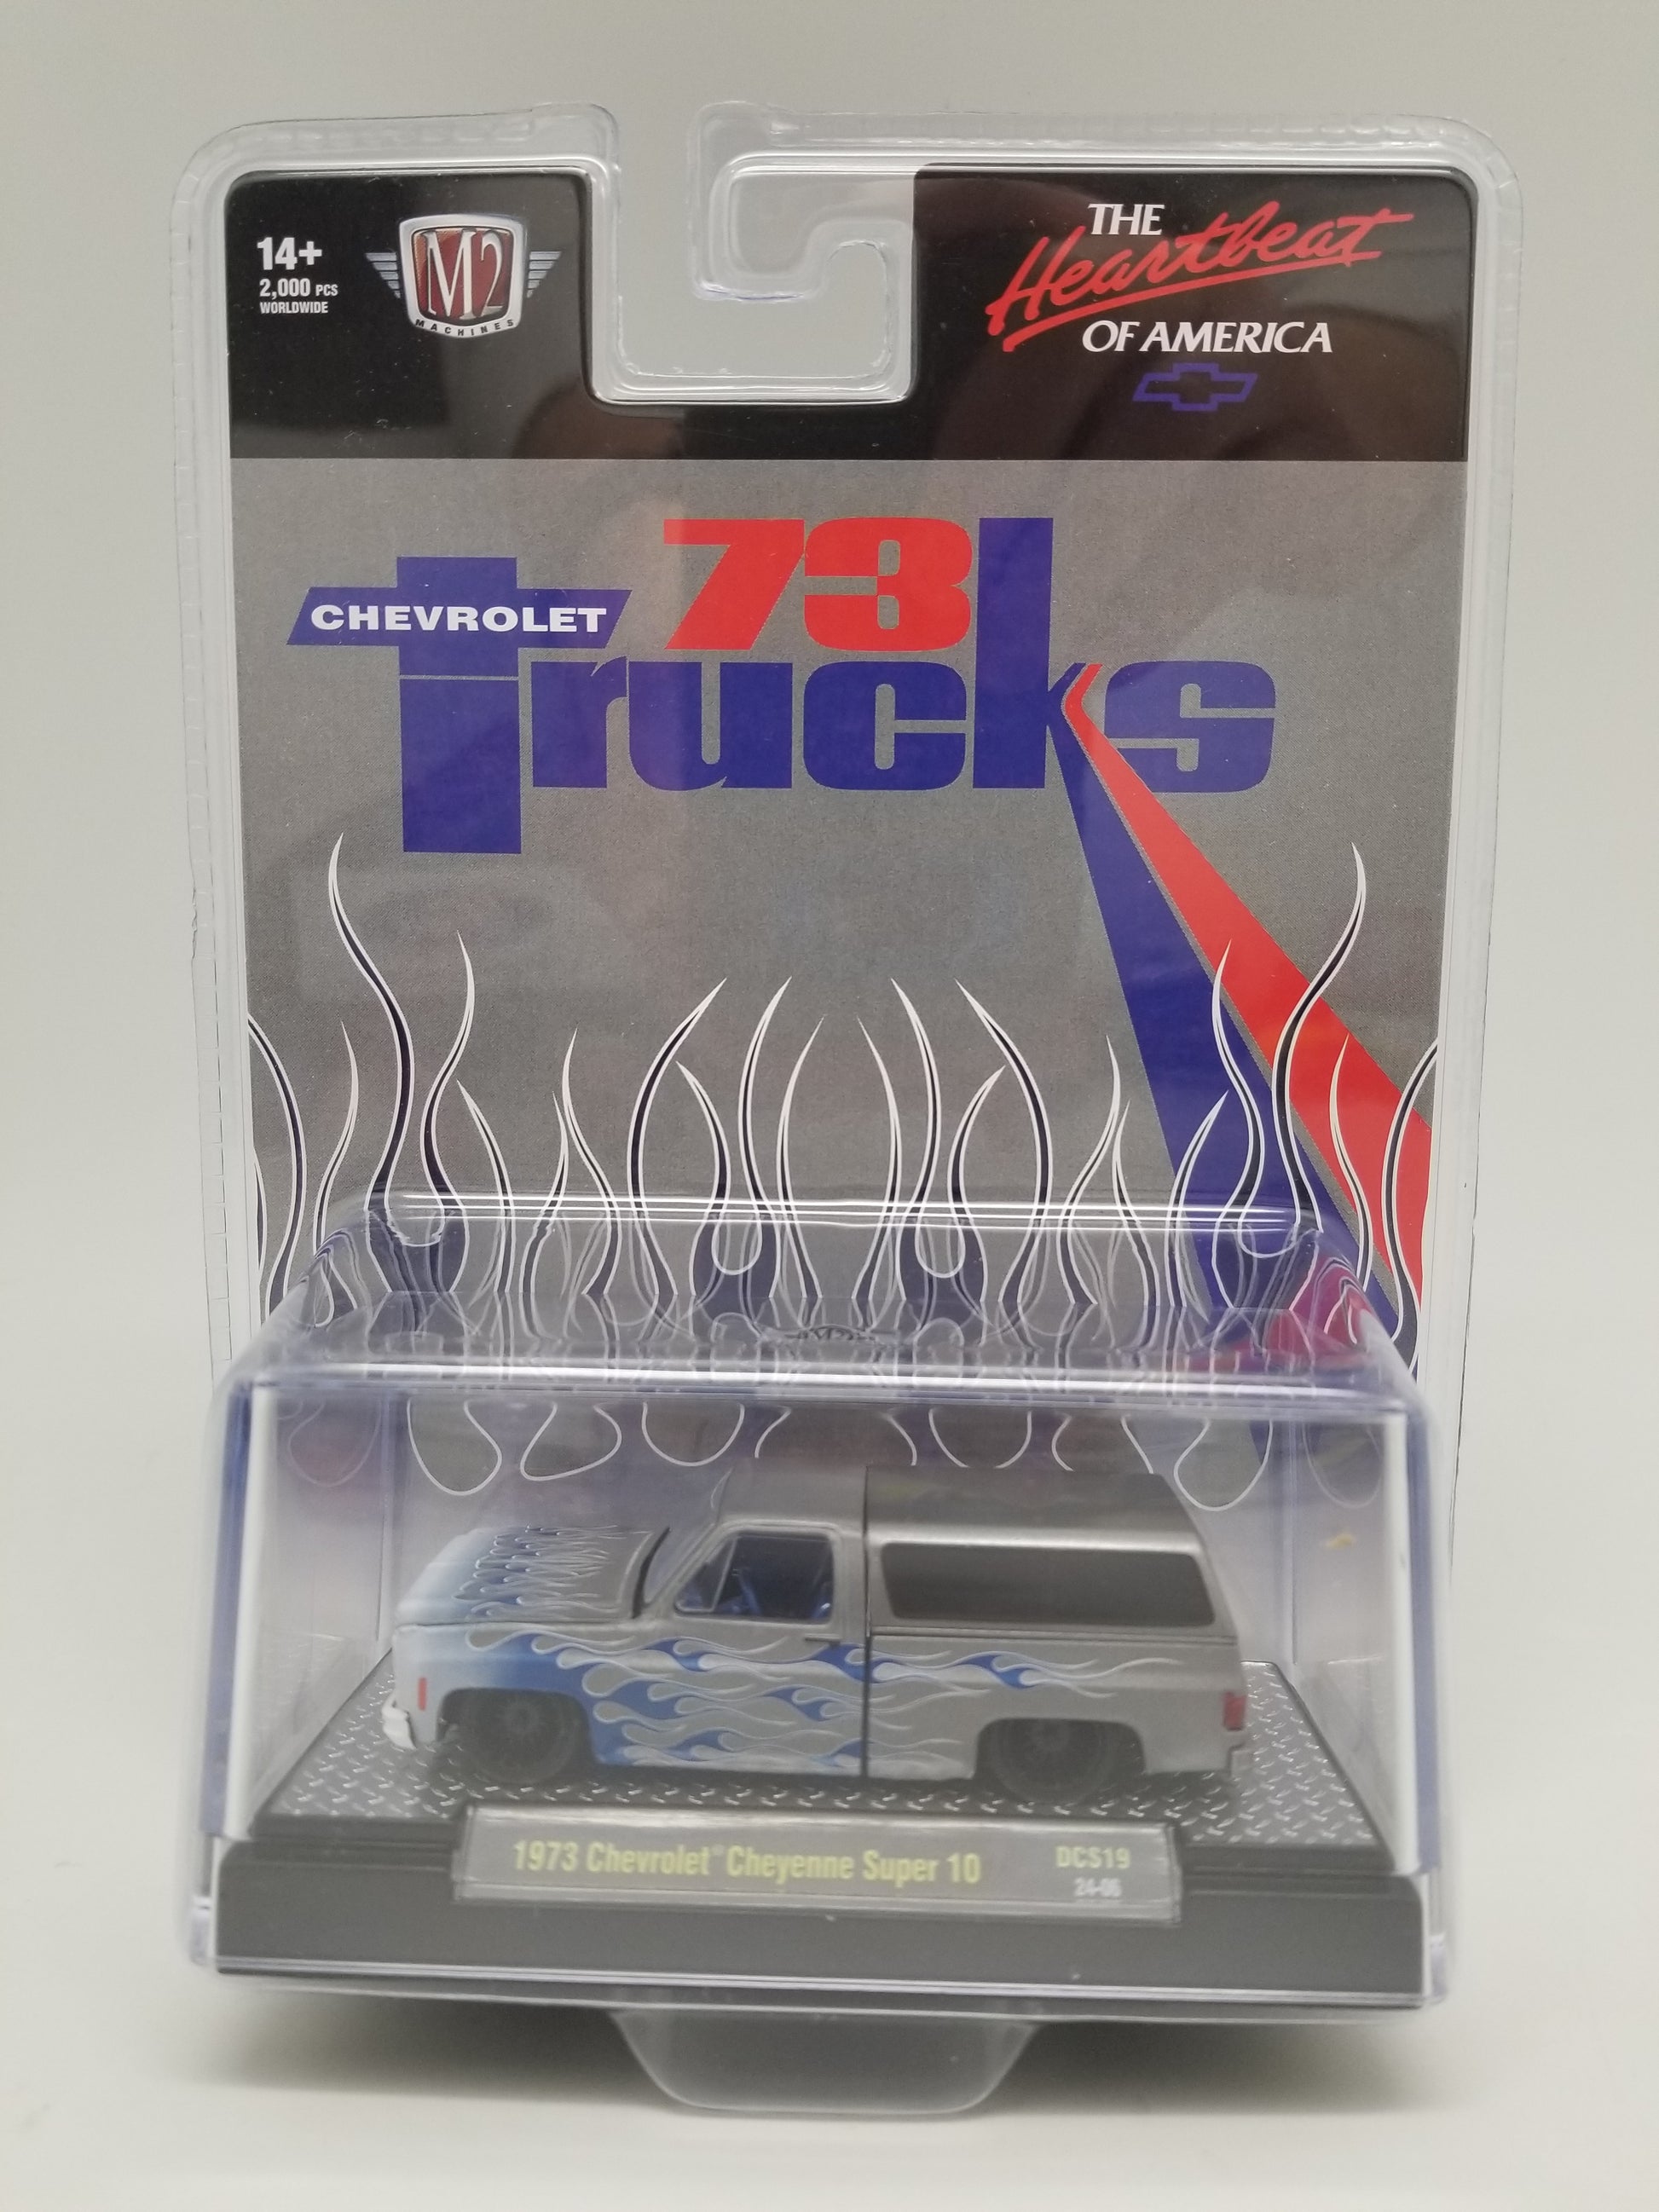 14+
2,000 PCS
WORLDWIDE
M2
MACHINES
THE
Heartbeat
OF AMERICA
73
CHEVROLET
Trucks
1973 Chevrolet® Cheyenne Super 10
DCS19
24-06